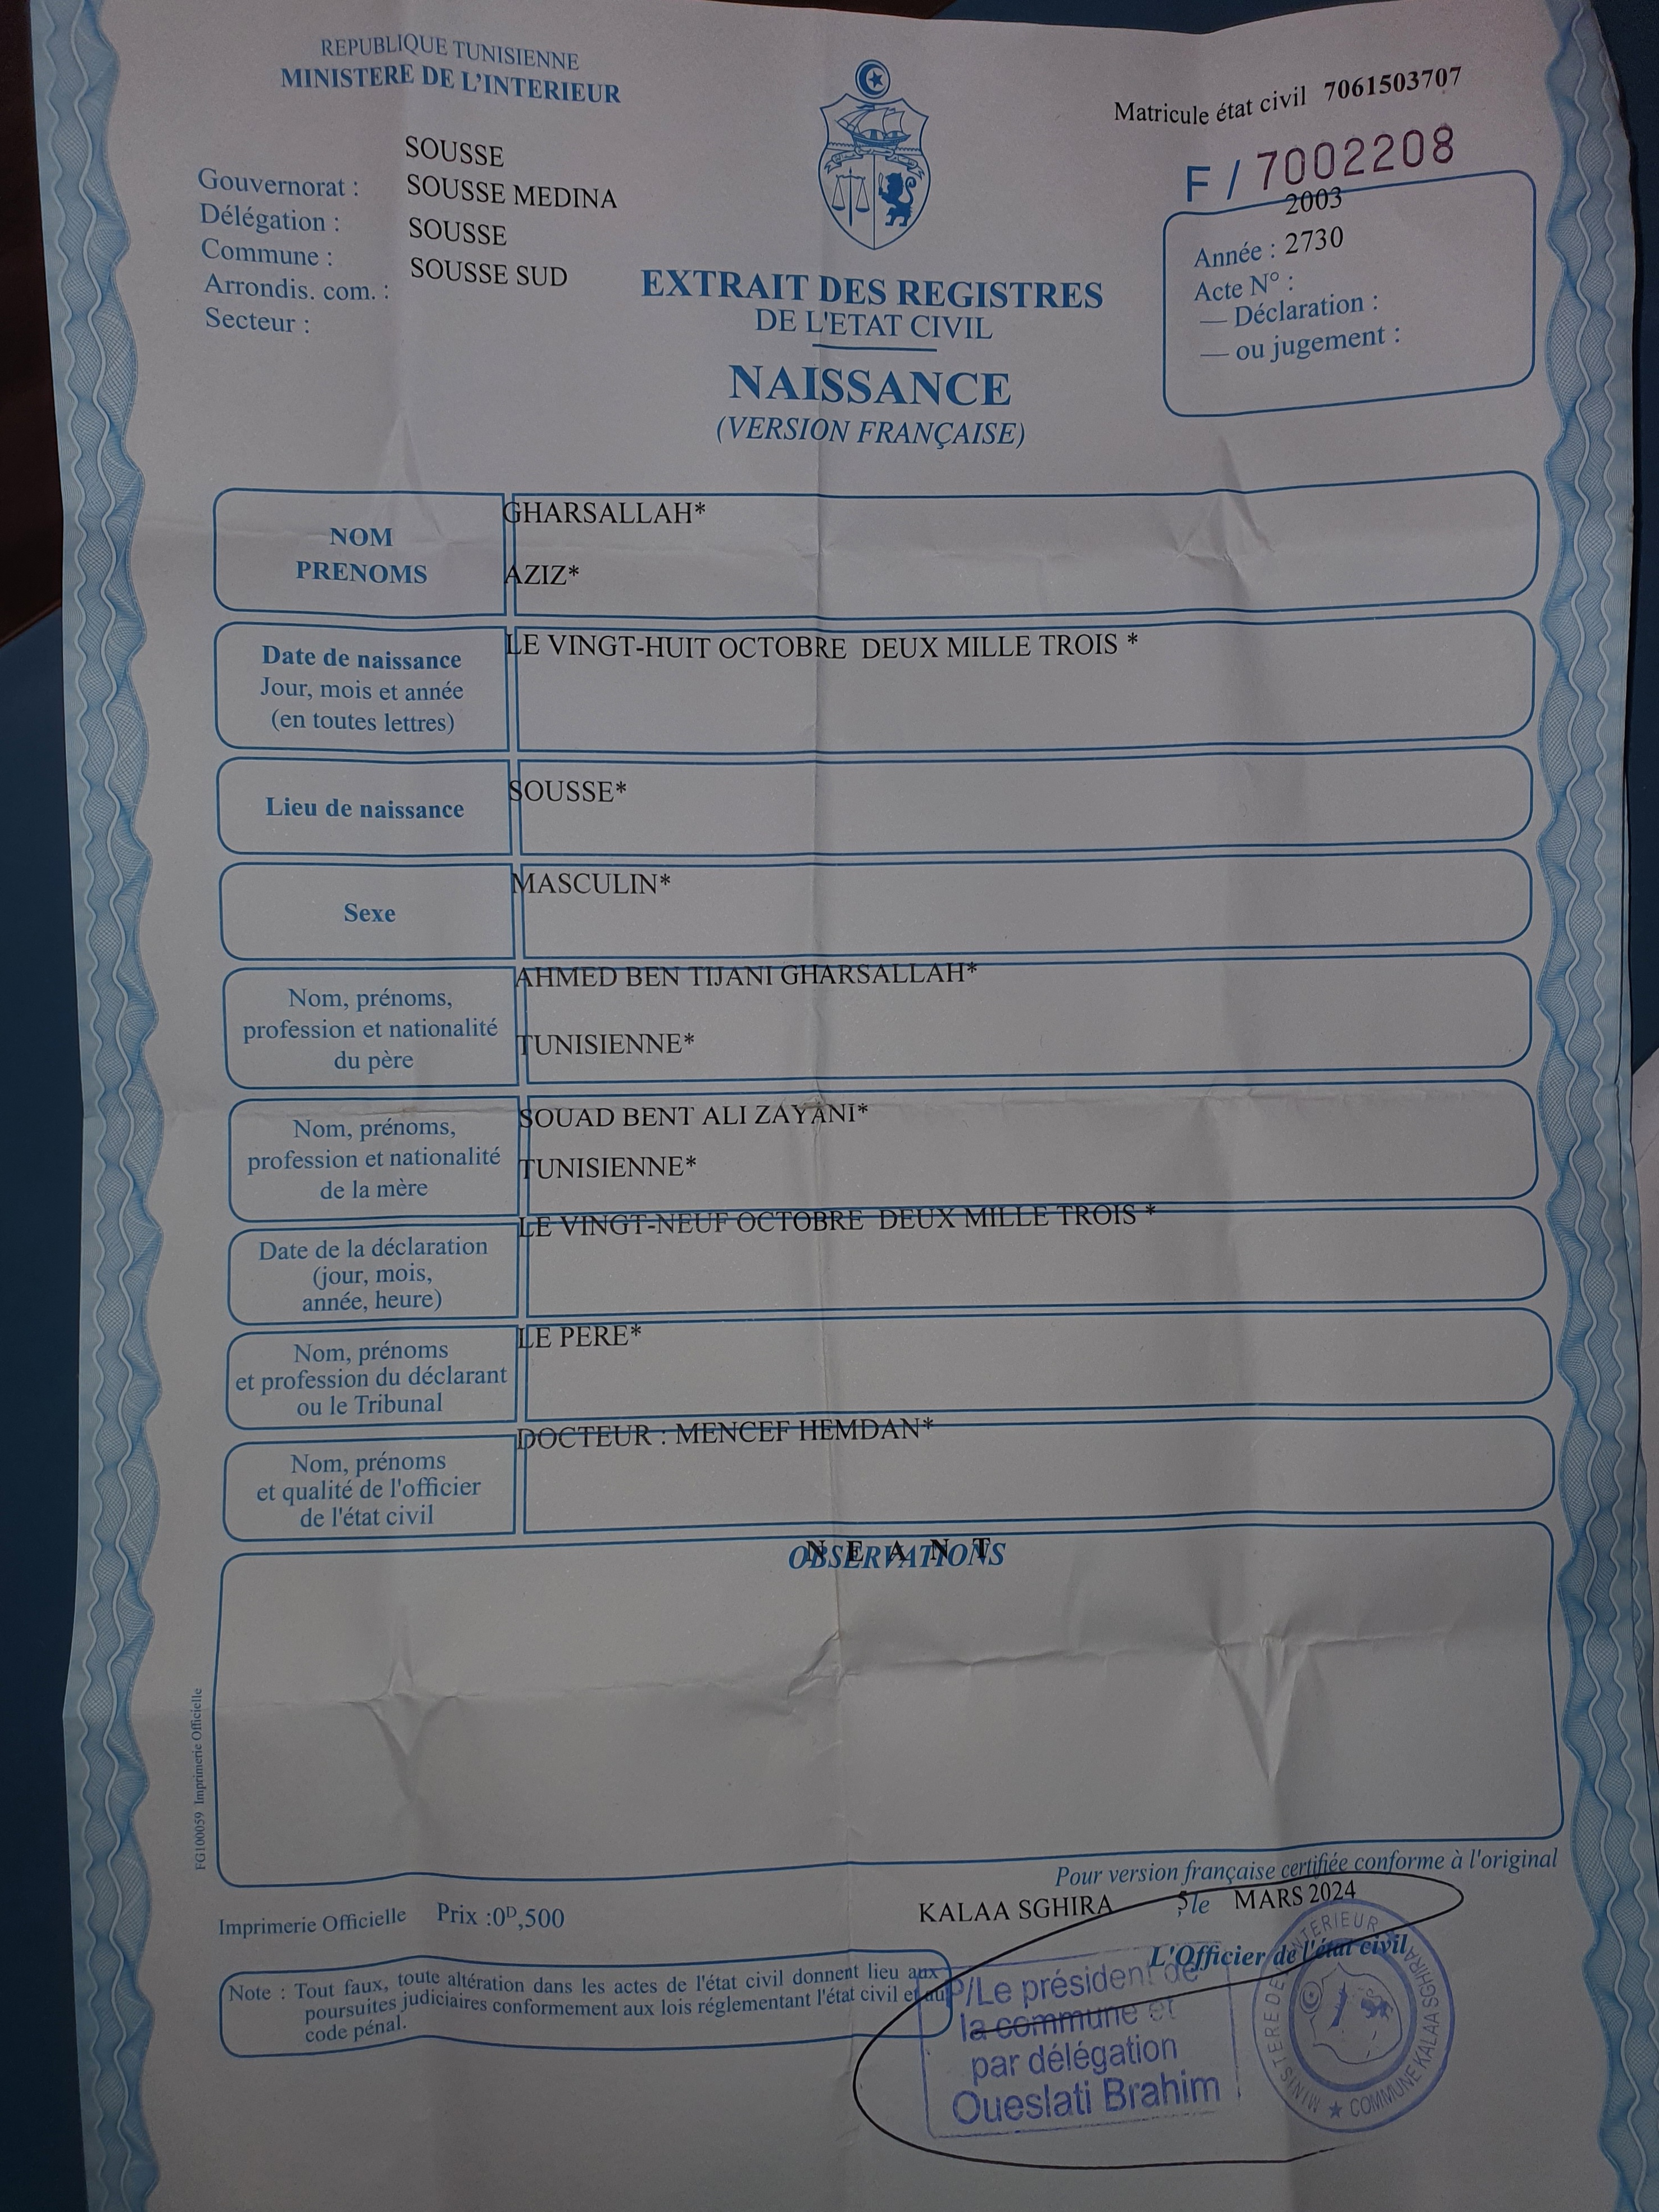 REPUBLIQUE TUNISIENNE
MINISTERE DE L'INTERIEUR
Matricule état civil 7061503707
F / 7002208
SOUSSE
Gouvernorat : SOUSSE MEDINA
Délégation : SOUSSE
Commune : SOUSSE SUD
Arrondis. com. :
Secteur :
2003
Année : 2730
Acte N° :
— Déclaration :
— ou jugement :
EXTRAIT DES REGISTRES
DE L'ETAT CIVIL
NAISSANCE
(VERSION FRANÇAISE)
NOM
PRENOMS
GHARSALLAH*
AZIZ*
Date de naissance
Jour, mois et année
(en toutes lettres)
LE VINGT-HUIT OCTOBRE DEUX MILLE TROIS *
Lieu de naissance
SOUSSE*
Sexe
MASCULIN*
Nom, prénoms,
profession et nationalité
du père
AHMED BEN TIJANI GHARSALLAH*
TUNISIENNE*
Nom, prénoms,
profession et nationalité
de la mère
SOUAD BENT ALI ZAYANI*
TUNISIENNE*
Date de la déclaration
(jour, mois,
année, heure)
LE VINGT-NEUF OCTOBRE DEUX MILLE TROIS *
Nom, prénoms
et profession du déclarant
ou le Tribunal
LE PERE*
Nom, prénoms
et qualité de l'officier
de l'état civil
DOCTEUR : MENCEF HEMDAN*
OBSERVATIONS
N E A N T
FG100059 Imprimerie Officielle
Pour version française certifiée conforme à l'original
KALAA SGHIRA 5 le MARS 2024
Imprimerie Officielle Prix :0ᴰ,500
L'Officier de l'état civil
Note : Tout faux, toute altération dans les actes de l'état civil donnent lieu aux
poursuites judiciaires conformement aux lois réglementant l'état civil et au
code pénal.
P/Le président de
la commune et
par délégation
Oueslati Brahim
MINISTERE DE L'INTERIEUR
★ COMMUNE KALAA SGHIRA